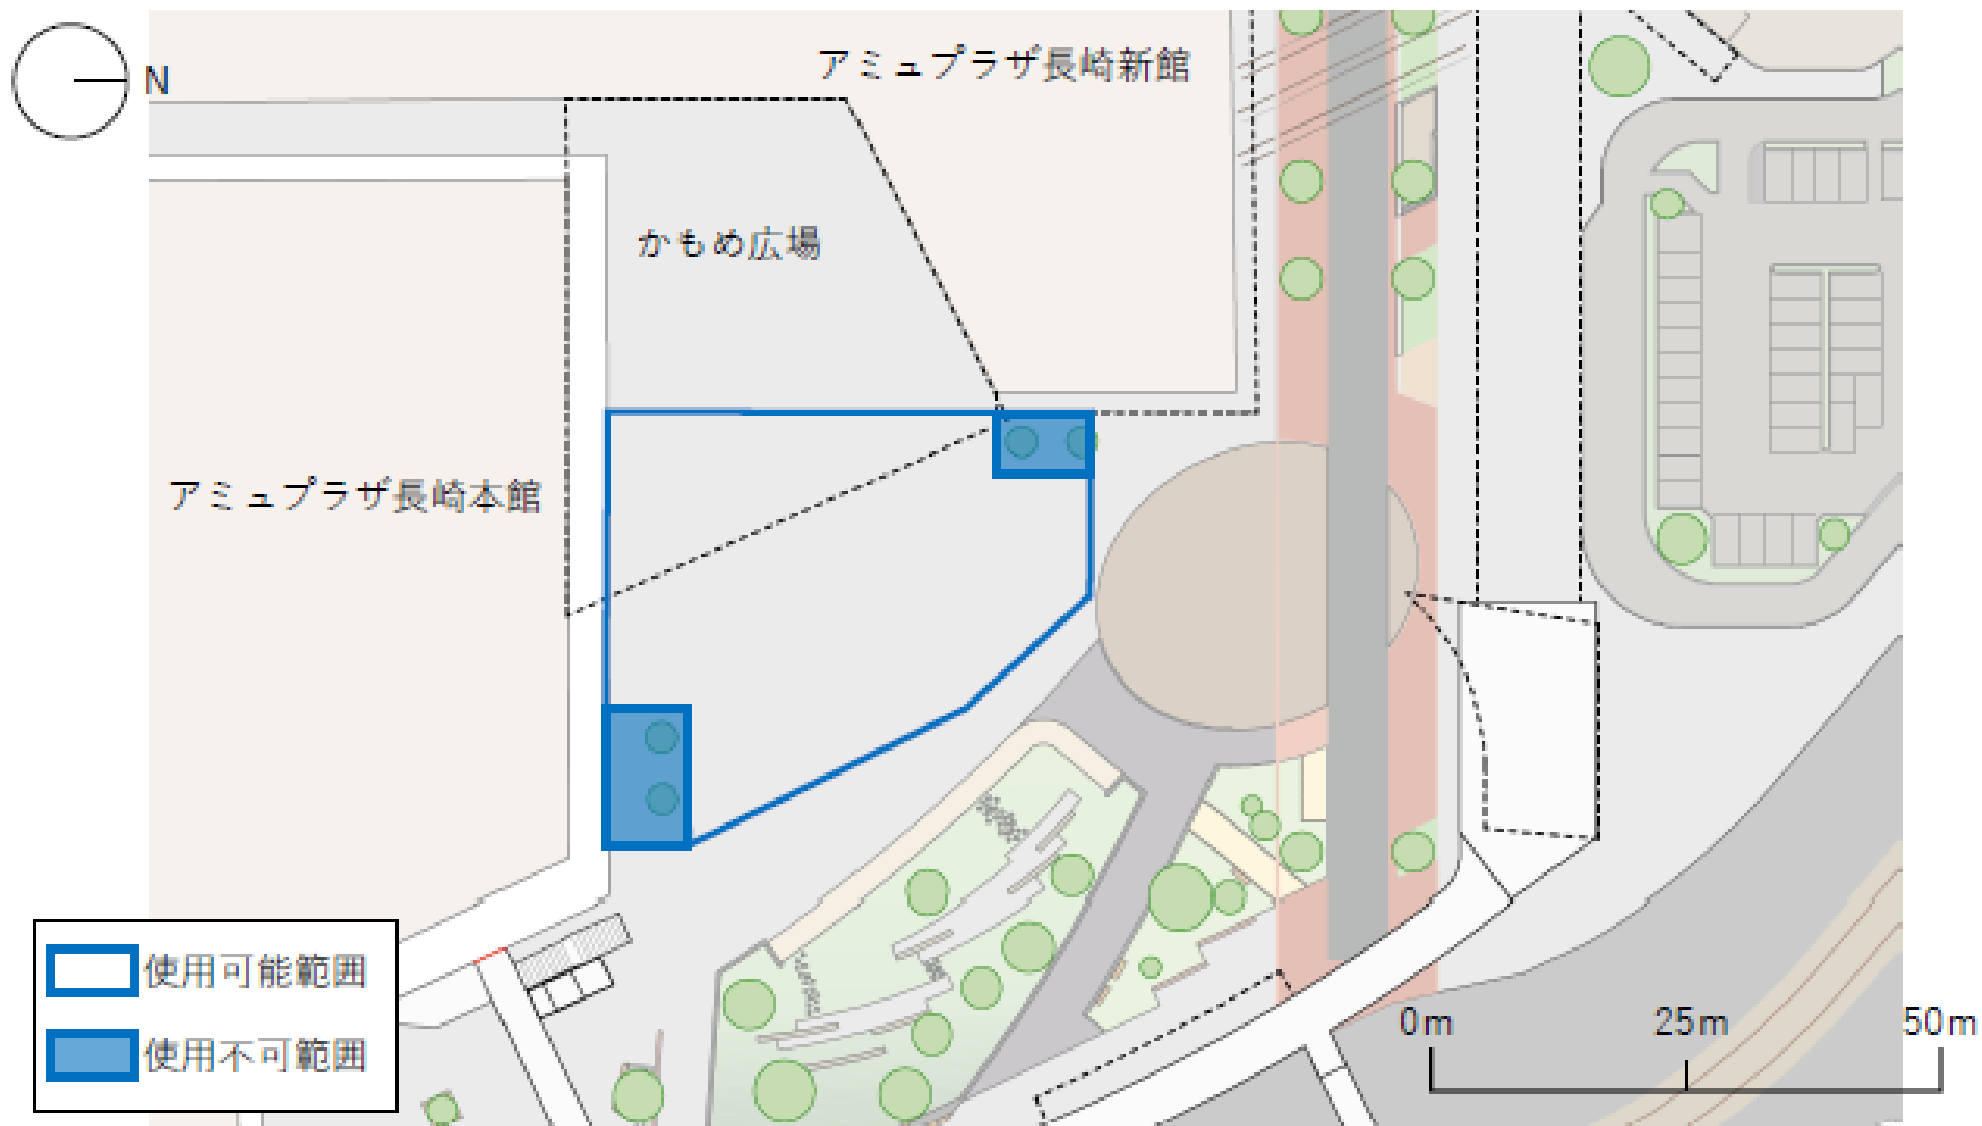 N
アミュプラザ長崎新館
かもめ広場
アミュプラザ長崎本館
使用可能範囲
使用不可範囲
0m 25m 50m